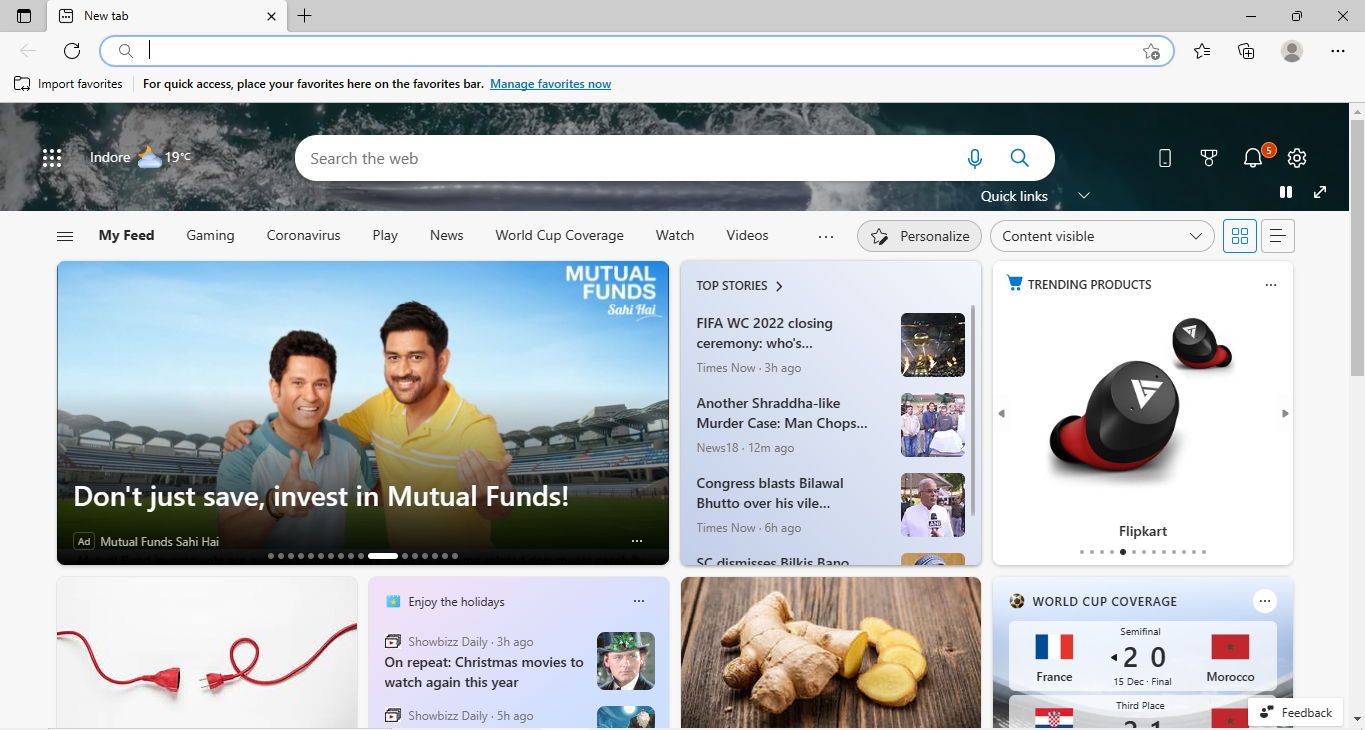 New tab
Import favorites
For quick access, place your favorites here on the favorites bar. Manage favorites now
Indore 19°C
Search the web
5
Quick links
My Feed
Gaming
Coronavirus
Play
News
World Cup Coverage
Watch
Videos
Personalize
Content visible
MUTUAL
FUNDS
Sahi Hai
Don't just save, invest in Mutual Funds!
Ad Mutual Funds Sahi Hai
TOP STORIES
FIFA WC 2022 closing
ceremony: who's...
Times Now · 3h ago
Another Shraddha-like
Murder Case: Man Chops...
News18 · 12m ago
Congress blasts Bilawal
Bhutto over his vile...
Times Now · 6h ago
SC dismisses Bilkis Bano
TRENDING PRODUCTS
Flipkart
Enjoy the holidays
Showbizz Daily · 3h ago
On repeat: Christmas movies to
watch again this year
Showbizz Daily · 5h ago
WORLD CUP COVERAGE
Semifinal
2 0
France
15 Dec · Final
Morocco
Third Place
2 1
Feedback